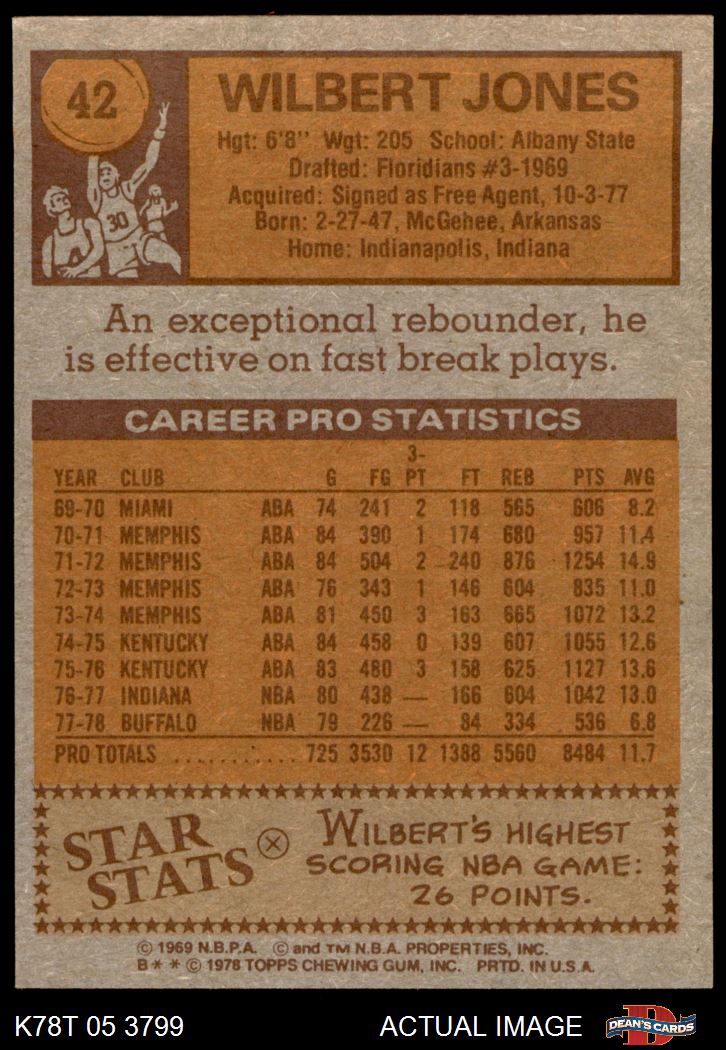 42
WILBERT JONES
Hgt: 6'8" Wgt: 205 School: Albany State
Drafted: Floridians #3-1969
Acquired: Signed as Free Agent, 10-3-77
Born: 2-27-47, McGehee, Arkansas
Home: Indianapolis, Indiana
30
An exceptional rebounder, he
is effective on fast break plays.
CAREER PRO STATISTICS
YEAR CLUB G FG 3-PT FT REB PTS AVG
69-70 MIAMI ABA 74 241 2 118 565 606 8.2
70-71 MEMPHIS ABA 84 390 1 174 680 957 11.4
71-72 MEMPHIS ABA 84 504 2 240 876 1254 14.9
72-73 MEMPHIS ABA 76 343 1 146 604 835 11.0
73-74 MEMPHIS ABA 81 450 3 163 665 1072 13.2
74-75 KENTUCKY ABA 84 458 0 139 607 1055 12.6
75-76 KENTUCKY ABA 83 480 3 158 625 1127 13.6
76-77 INDIANA NBA 80 438 — 166 604 1042 13.0
77-78 BUFFALO NBA 79 226 — 84 334 536 6.8
PRO TOTALS ............ 725 3530 12 1388 5560 8484 11.7
STAR
STATS
WILBERT'S HIGHEST
SCORING NBA GAME:
26 POINTS.
© 1969 N.B.P.A. © and TM N.B.A. PROPERTIES, INC.
B * * © 1978 TOPPS CHEWING GUM, INC. PRTD. IN U.S.A.
K78T 05 3799 ACTUAL IMAGE D DEAN'S CARDS